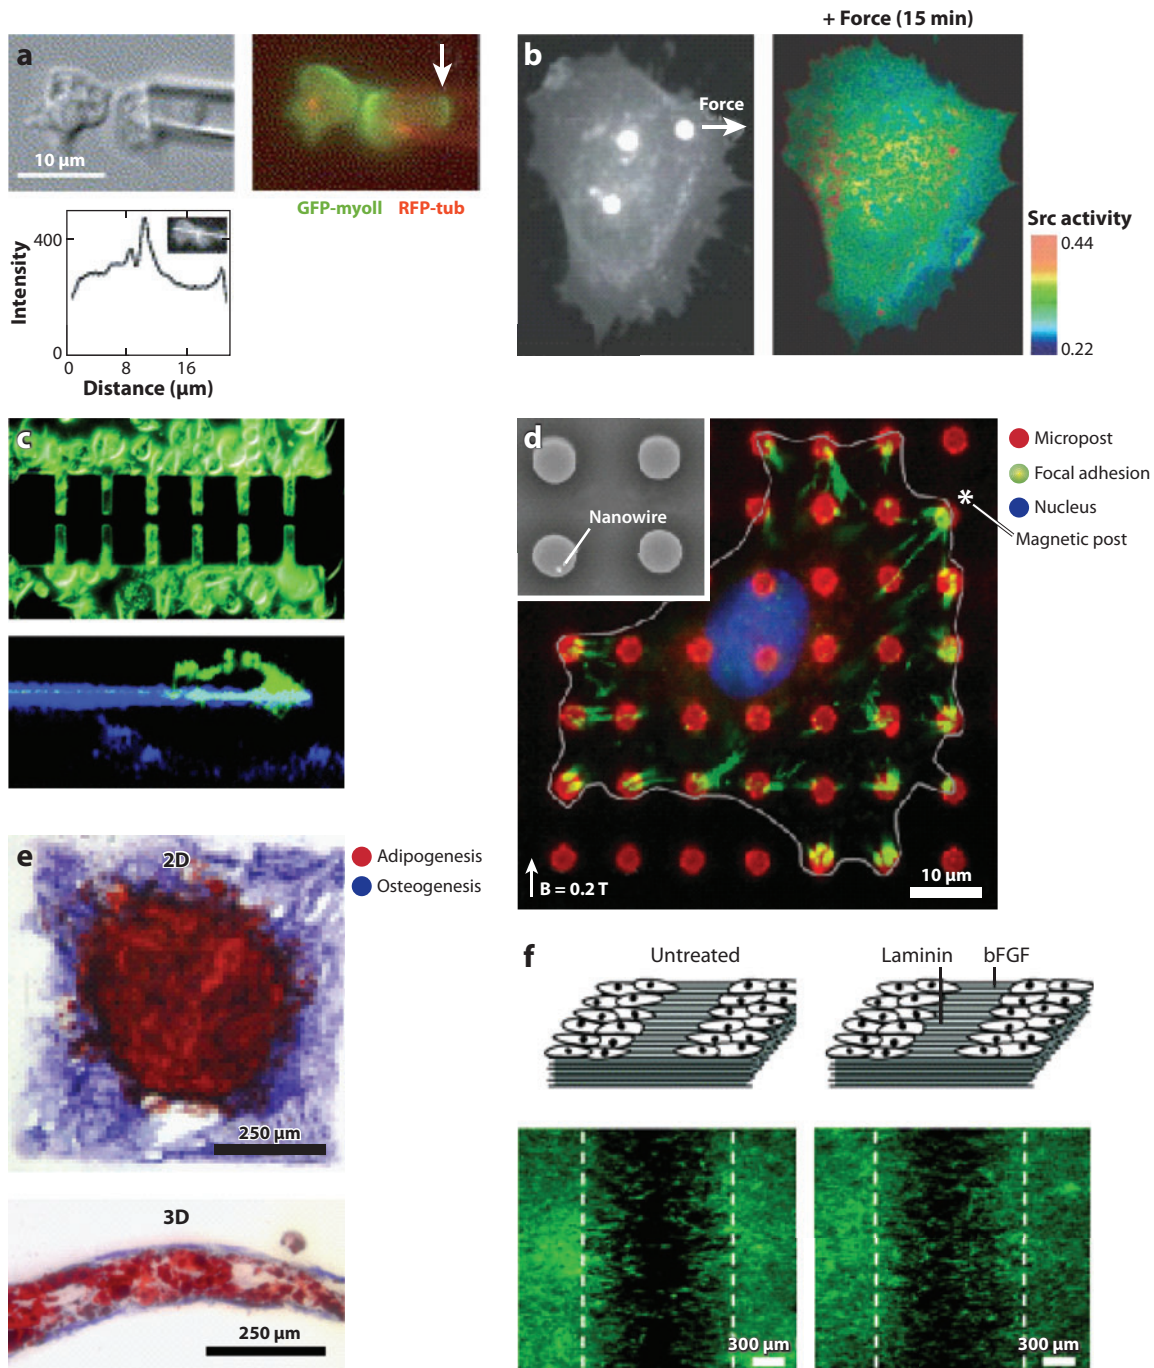 a
10 µm
GFP-myoII RFP-tub
Intensity
400
0
0 8 16
Distance (µm)
+ Force (15 min)
b
Force
Src activity
0.44
0.22
c
d
Nanowire
*
Micropost
Focal adhesion
Nucleus
Magnetic post
B = 0.2 T
10 µm
e
2D
250 µm
Adipogenesis
Osteogenesis
3D
250 µm
f
Untreated
Laminin bFGF
300 µm
300 µm